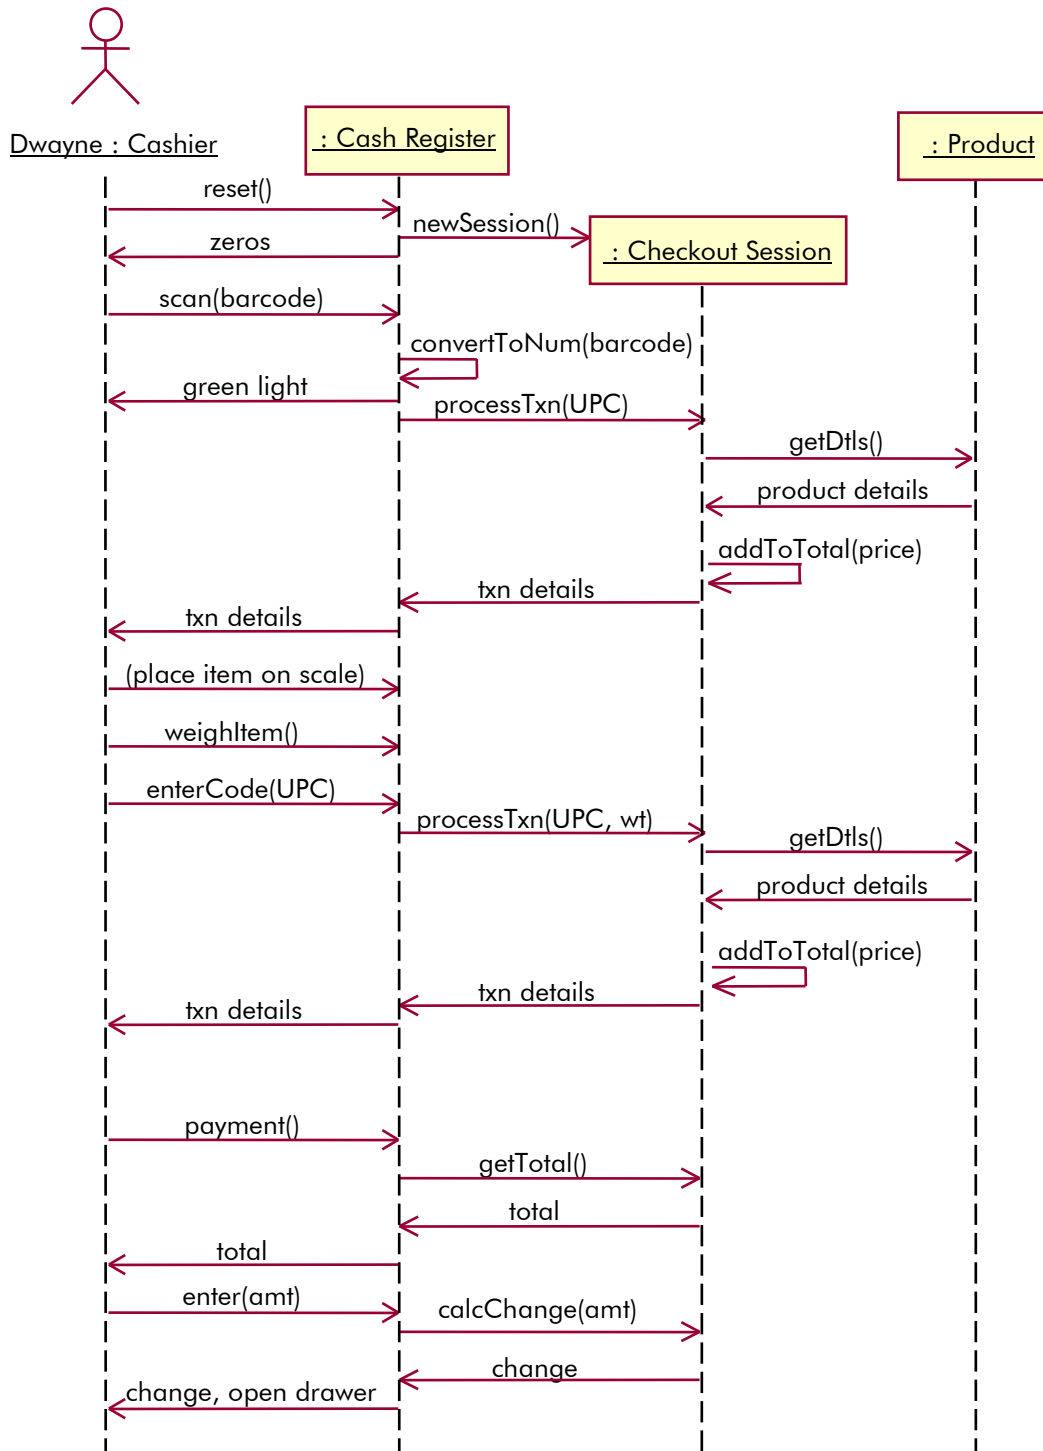 Dwayne : Cashier
: Cash Register
: Product
reset()
newSession()
zeros
: Checkout Session
scan(barcode)
convertToNum(barcode)
green light
processTxn(UPC)
getDtls()
product details
addToTotal(price)
txn details
txn details
(place item on scale)
weighItem()
enterCode(UPC)
processTxn(UPC, wt)
getDtls()
product details
addToTotal(price)
txn details
txn details
payment()
getTotal()
total
total
enter(amt)
calcChange(amt)
change
change, open drawer